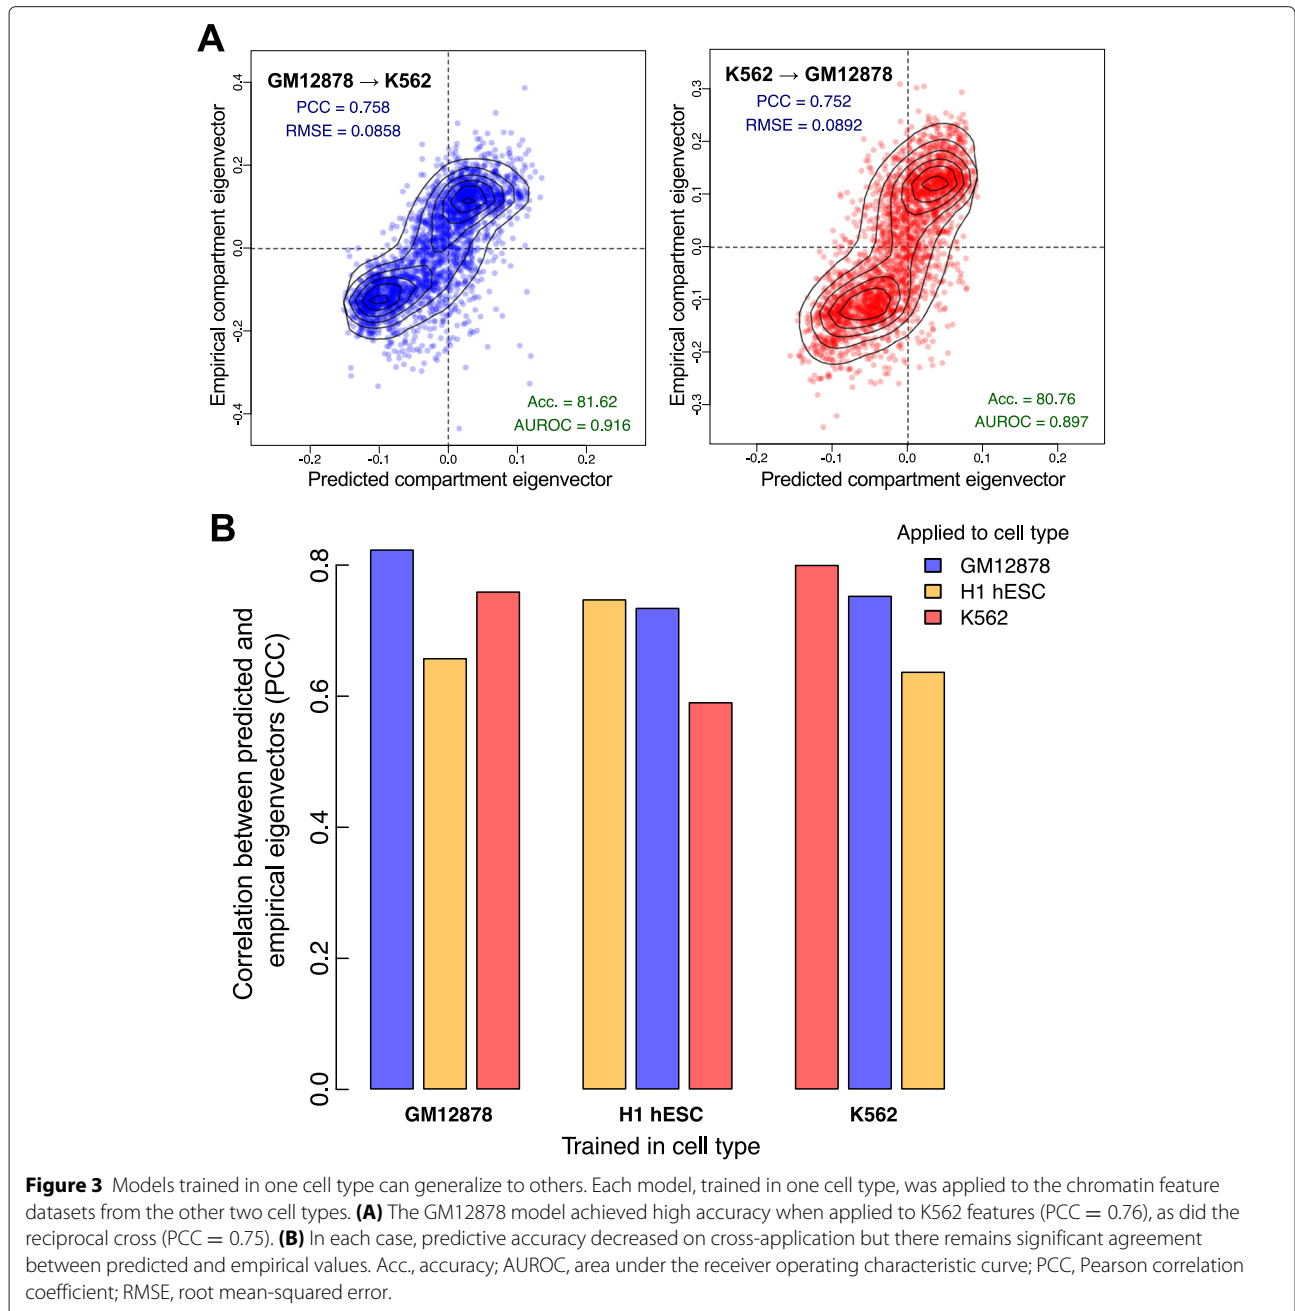 A
GM12878 → K562
PCC = 0.758
RMSE = 0.0858
Acc. = 81.62
AUROC = 0.916
Empirical compartment eigenvector
0.4
0.2
0.0
-0.2
-0.4
-0.2
-0.1
0.0
0.1
0.2
Predicted compartment eigenvector
K562 → GM12878
PCC = 0.752
RMSE = 0.0892
Acc. = 80.76
AUROC = 0.897
Empirical compartment eigenvector
0.3
0.2
0.1
0.0
-0.1
-0.2
-0.3
-0.2
-0.1
0.0
0.1
0.2
Predicted compartment eigenvector
B
Applied to cell type
GM12878
H1 hESC
K562
Correlation between predicted and
empirical eigenvectors (PCC)
0.8
0.6
0.4
0.2
0.0
GM12878
H1 hESC
K562
Trained in cell type
Figure 3 Models trained in one cell type can generalize to others. Each model, trained in one cell type, was applied to the chromatin feature
datasets from the other two cell types. (A) The GM12878 model achieved high accuracy when applied to K562 features (PCC = 0.76), as did the
reciprocal cross (PCC = 0.75). (B) In each case, predictive accuracy decreased on cross-application but there remains significant agreement
between predicted and empirical values. Acc., accuracy; AUROC, area under the receiver operating characteristic curve; PCC, Pearson correlation
coefficient; RMSE, root mean-squared error.